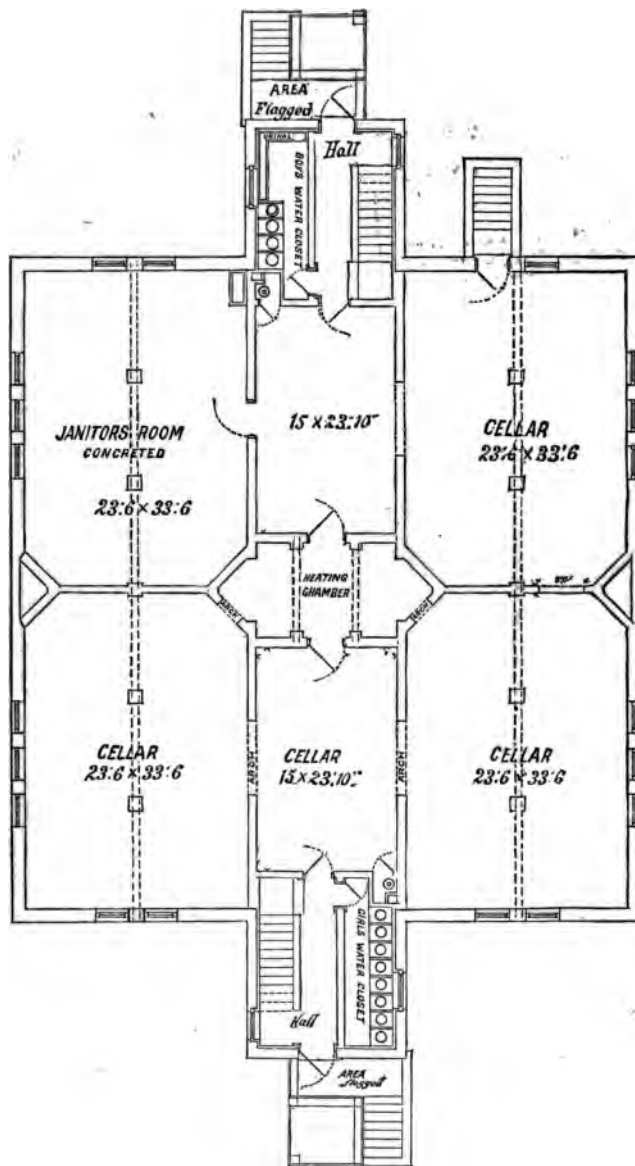 AREA
Flagged
URINAL
Hall
BOYS WATER CLOSET
JANITORS ROOM
CONCRETED
23'6 × 33'6
15 × 23'10"
CELLAR
23'6 × 33'6
HEATING
CHAMBER
ARCH
ARCH
CELLAR
23'6 × 33'6
ARCH
CELLAR
15 × 23'10"
ARCH
CELLAR
23'6 × 33'6
GIRLS WATER CLOSET
Hall
AREA
flagged